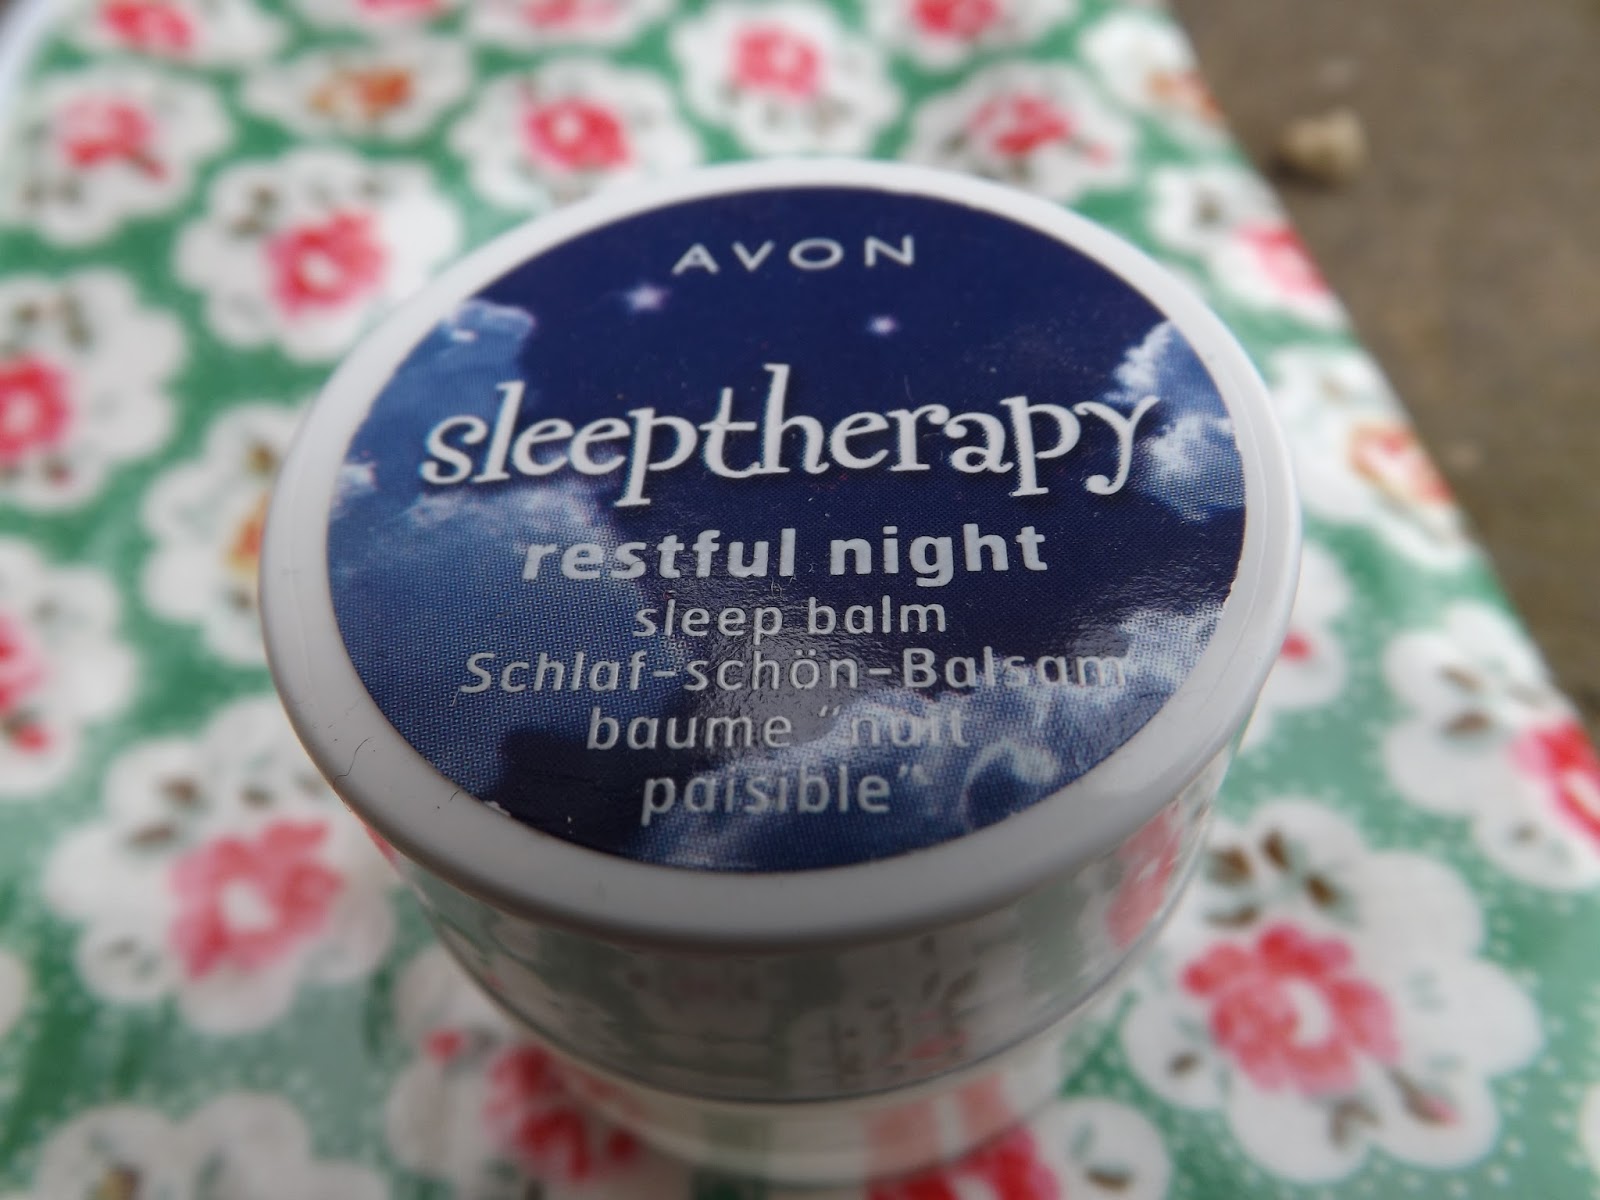 AVON
sleeptherapy
restful night
sleep balm
Schlaf-schön-Balsam
baume “nuit
paisible”